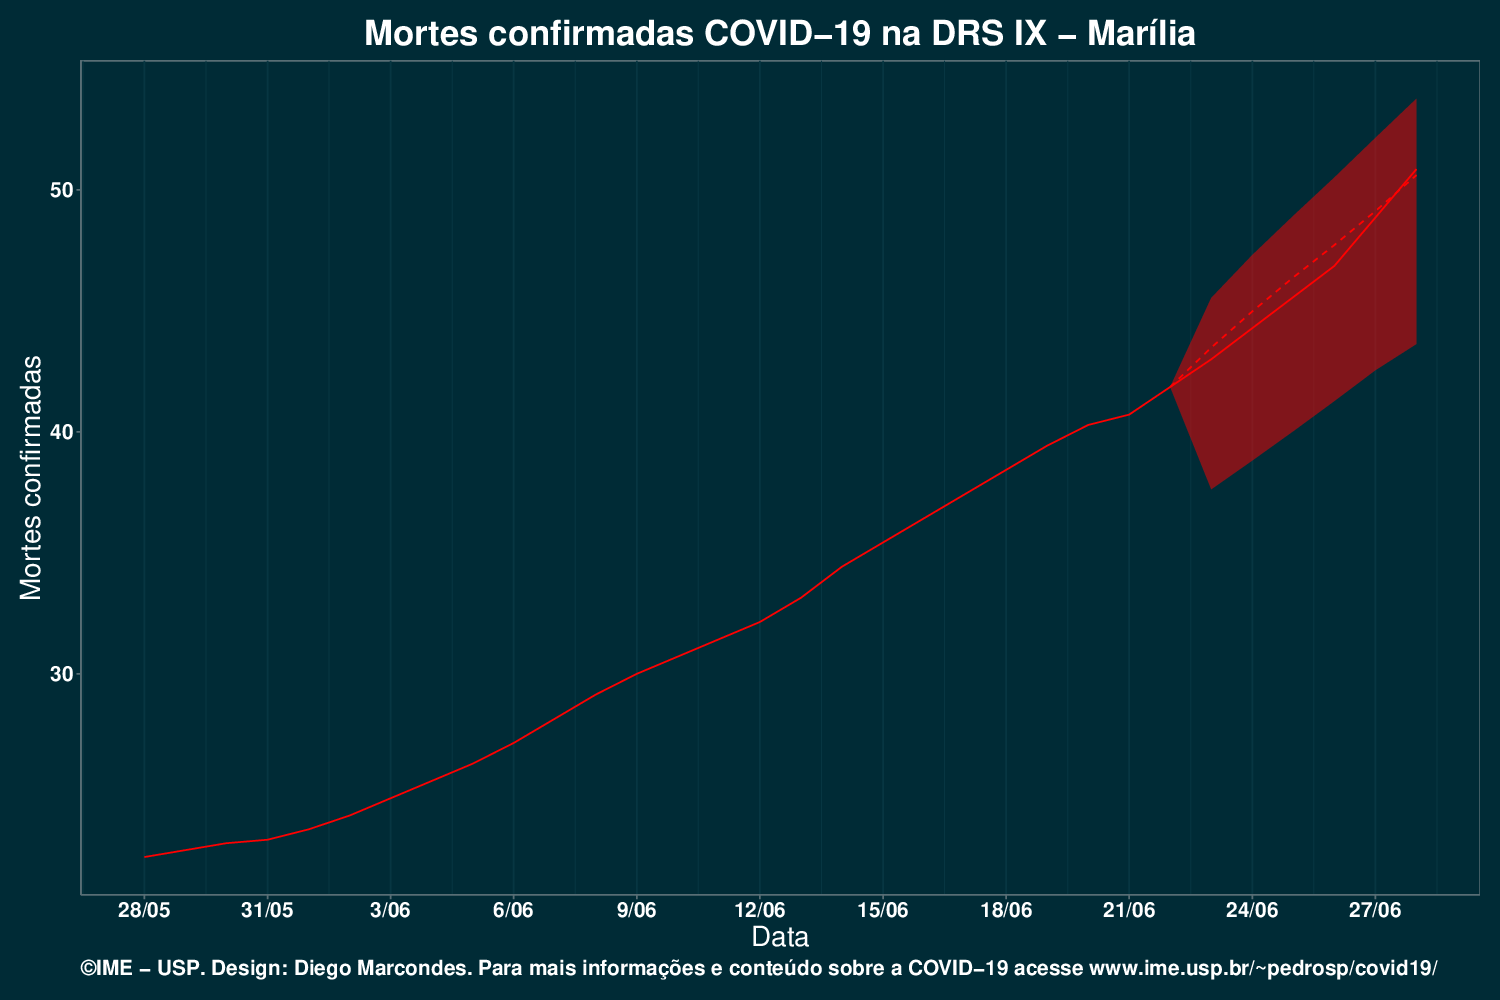 Mortes confirmadas COVID−19 na DRS IX − Marília
Mortes confirmadas
50
40
30
28/05 31/05 3/06 6/06 9/06 12/06 15/06 18/06 21/06 24/06 27/06
Data
©IME − USP. Design: Diego Marcondes. Para mais informações e conteúdo sobre a COVID−19 acesse www.ime.usp.br/~pedrosp/covid19/